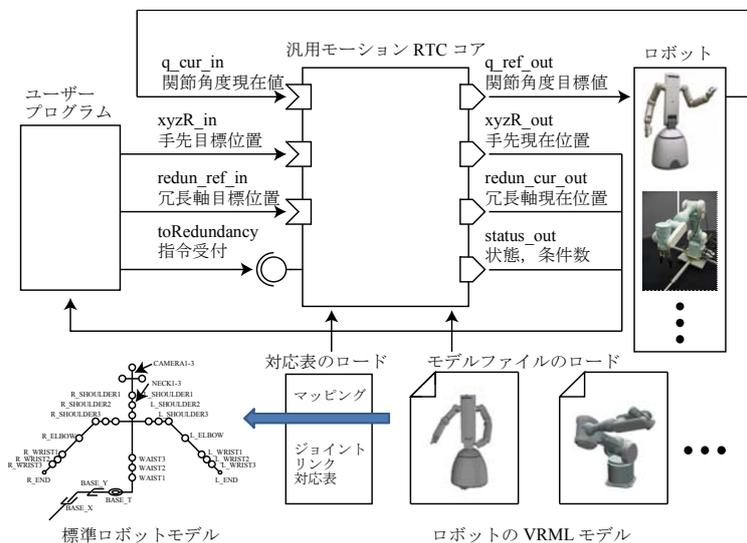 汎用モーション RTC コア
ロボット
ユーザー
プログラム
q_cur_in
関節角度現在値
xyzR_in
手先目標位置
redun_ref_in
冗長軸目標位置
toRedundancy
指令受付
q_ref_out
関節角度目標値
xyzR_out
手先現在位置
redun_cur_out
冗長軸現在位置
status_out
状態，条件数
対応表のロード
モデルファイルのロード
マッピング
ジョイント
リンク
対応表
CAMERA1-3
NECK1-3
R_SHOULDER1
R_SHOULDER2
R_SHOULDER3
L_SHOULDER1
L_SHOULDER2
L_SHOULDER3
R_ELBOW
L_ELBOW
R_WRIST1
R_WRIST2
R_WRIST3
L_WRIST1
L_WRIST2
L_WRIST3
R_END
L_END
WAIST3
WAIST2
WAIST1
BASE_Y
BASE_T
BASE_X
標準ロボットモデル
ロボットの VRML モデル